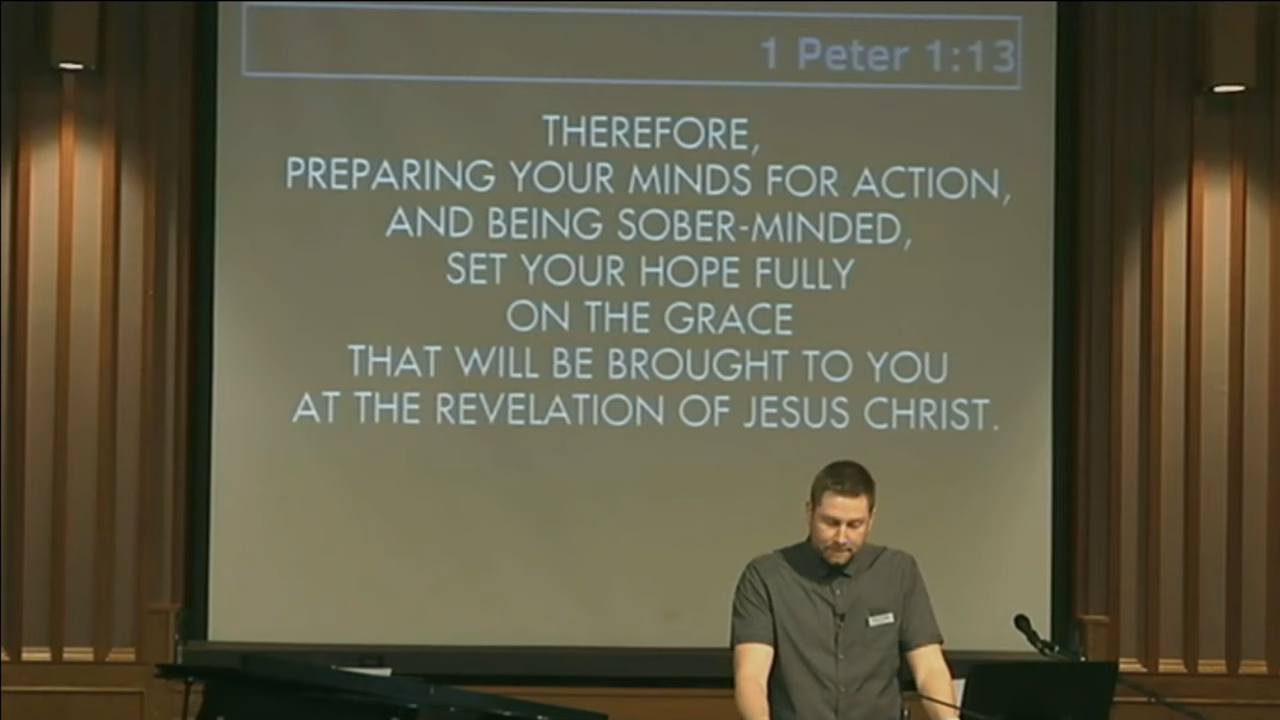 1 Peter 1:13
THEREFORE,
PREPARING YOUR MINDS FOR ACTION,
AND BEING SOBER-MINDED,
SET YOUR HOPE FULLY
ON THE GRACE
THAT WILL BE BROUGHT TO YOU
AT THE REVELATION OF JESUS CHRIST.